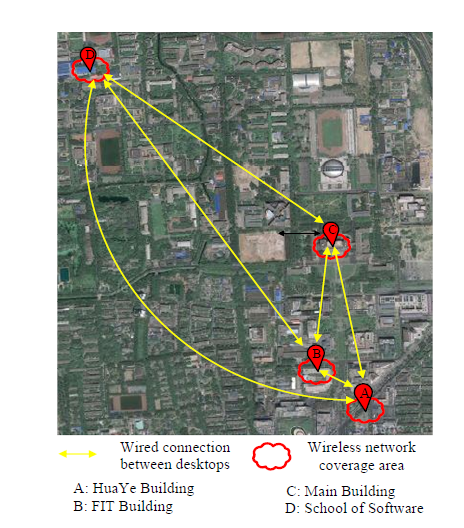 D
C
B
A
Wired connection
between desktops
Wireless network
coverage area
A: HuaYe Building
B: FIT Building
C: Main Building
D: School of Software